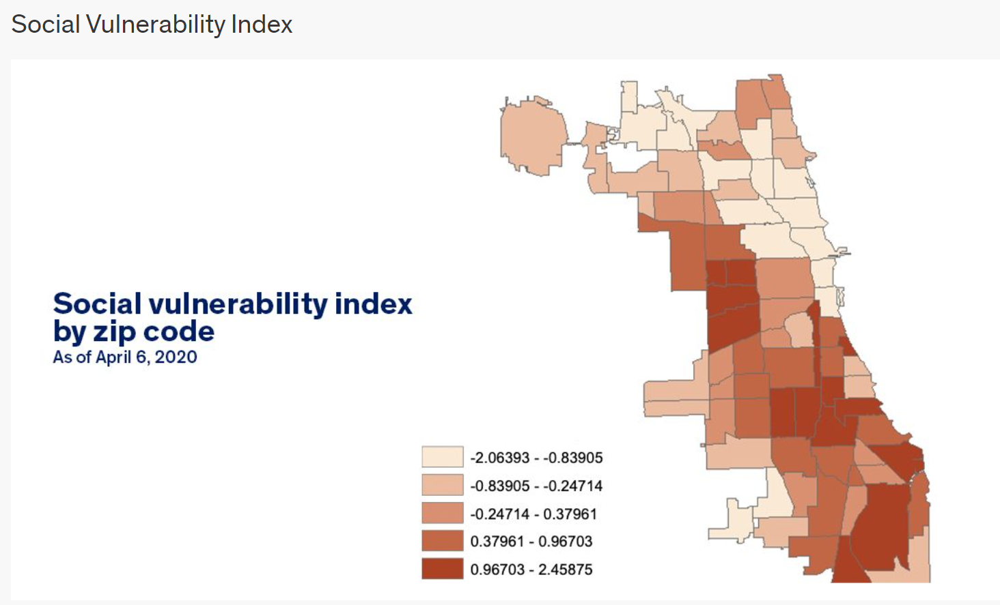 Social Vulnerability Index
Social vulnerability index
by zip code
As of April 6, 2020
-2.06393 - -0.83905
-0.83905 - -0.24714
-0.24714 - 0.37961
0.37961 - 0.96703
0.96703 - 2.45875